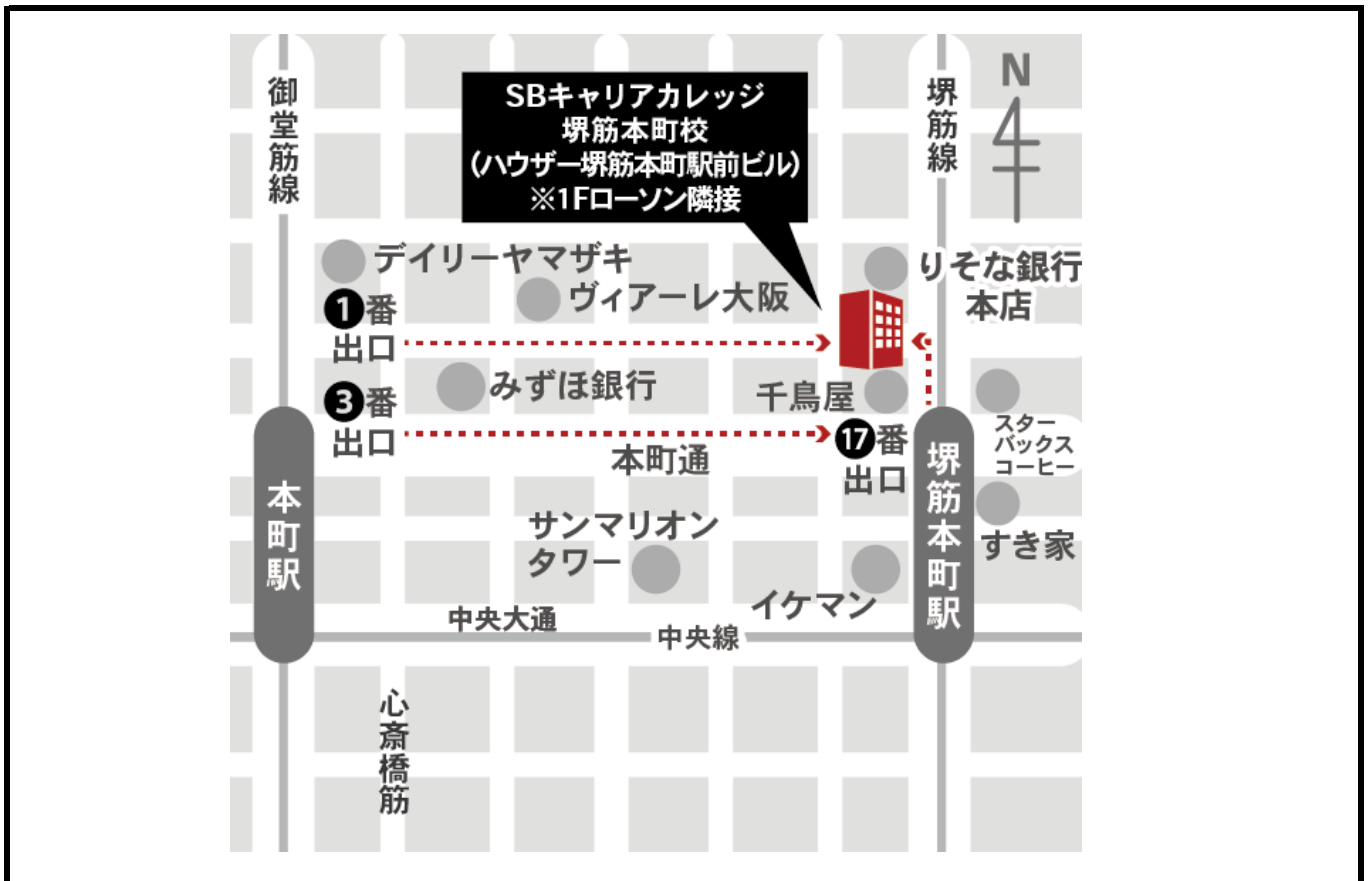 御堂筋線
SBキャリアカレッジ
堺筋本町校
(ハウザー堺筋本町駅前ビル)
※1Fローソン隣接
堺筋線
N
デイリーヤマザキ
1番
出口
ヴィアーレ大阪
りそな銀行
本店
みずほ銀行
3番
出口
千鳥屋
17番
出口
スター
バックス
コーヒー
本町通
本町駅
堺筋本町駅
サンマリオン
タワー
すき家
イケマン
中央大通
中央線
心斎橋筋